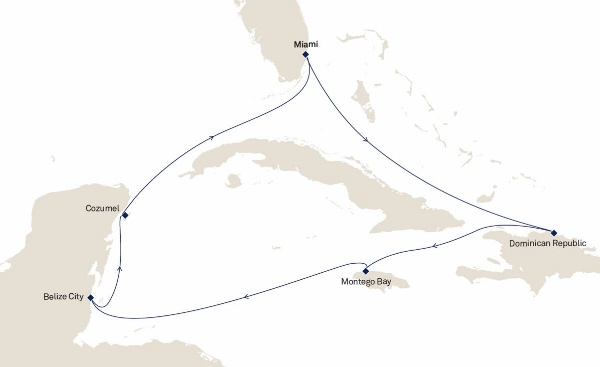 Miami
Cozumel
Dominican Republic
Montego Bay
Belize City